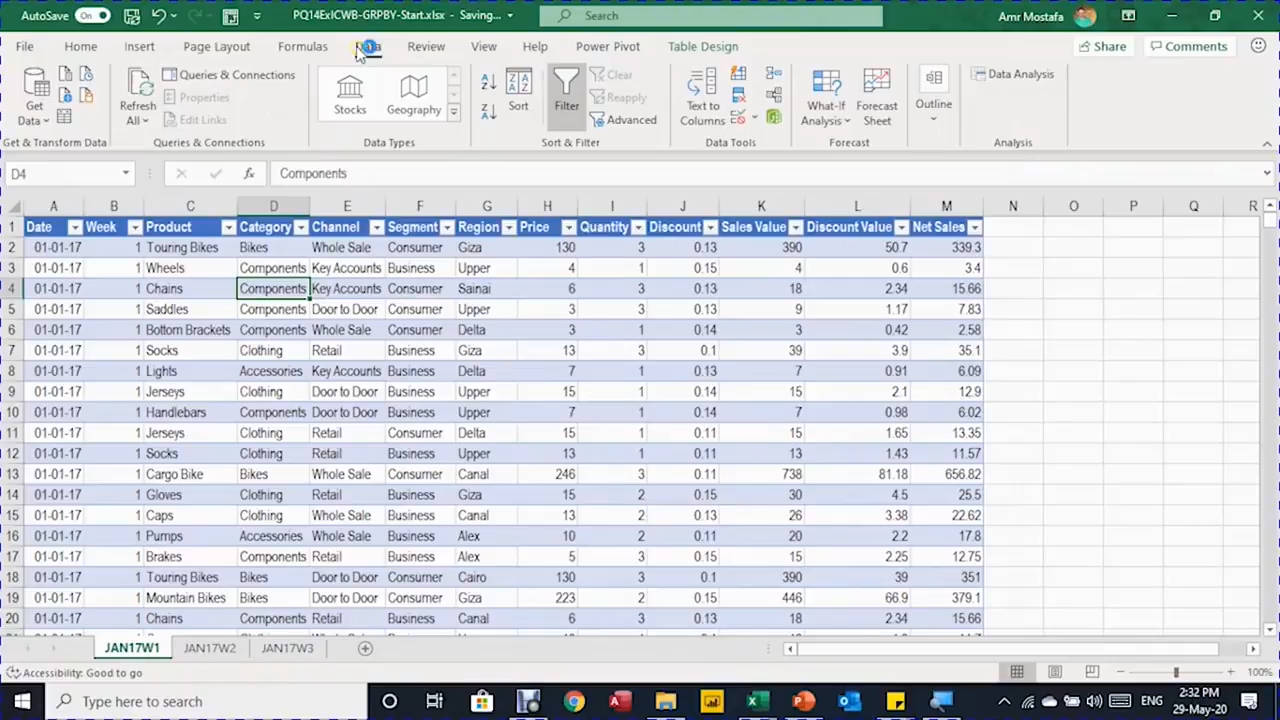 AutoSave On PQ14ExICWB-GRPBY-Start.xlsx - Saving... Search Amr Mostafa
File Home Insert Page Layout Formulas Review View Help Power Pivot Table Design Share Comments
Get Data
Refresh All
Queries & Connections
Properties
Edit Links
Stocks Geography
Sort
Filter
Clear
Reapply
Advanced
Text to Columns
What-If Analysis
Forecast Sheet
Outline
Data Analysis
Get & Transform Data Queries & Connections Data Types Sort & Filter Data Tools Forecast Analysis
D4 fx Components
A B C D E F G H I J K L M N O P Q R
1 Date Week Product Category Channel Segment Region Price Quantity Discount Sales Value Discount Value Net Sales
2 01-01-17 1 Touring Bikes Bikes Whole Sale Consumer Giza 130 3 0.13 390 50.7 339.3
3 01-01-17 1 Wheels Components Key Accounts Business Upper 4 1 0.15 4 0.6 3.4
4 01-01-17 1 Chains Components Key Accounts Consumer Sainai 6 3 0.13 18 2.34 15.66
5 01-01-17 1 Saddles Components Door to Door Consumer Upper 3 3 0.13 9 1.17 7.83
6 01-01-17 1 Bottom Brackets Components Whole Sale Consumer Delta 3 1 0.14 3 0.42 2.58
7 01-01-17 1 Socks Clothing Retail Business Giza 13 3 0.1 39 3.9 35.1
8 01-01-17 1 Lights Accessories Key Accounts Business Delta 7 1 0.13 7 0.91 6.09
9 01-01-17 1 Jerseys Clothing Door to Door Business Upper 15 1 0.14 15 2.1 12.9
10 01-01-17 1 Handlebars Components Door to Door Business Upper 7 1 0.14 7 0.98 6.02
11 01-01-17 1 Jerseys Clothing Retail Consumer Delta 15 1 0.11 15 1.65 13.35
12 01-01-17 1 Socks Clothing Retail Business Upper 13 1 0.11 13 1.43 11.57
13 01-01-17 1 Cargo Bike Bikes Whole Sale Consumer Canal 246 3 0.11 738 81.18 656.82
14 01-01-17 1 Gloves Clothing Retail Business Giza 15 2 0.15 30 4.5 25.5
15 01-01-17 1 Caps Clothing Whole Sale Business Canal 13 2 0.13 26 3.38 22.62
16 01-01-17 1 Pumps Accessories Whole Sale Business Alex 10 2 0.11 20 2.2 17.8
17 01-01-17 1 Brakes Components Retail Business Alex 5 3 0.15 15 2.25 12.75
18 01-01-17 1 Touring Bikes Bikes Door to Door Consumer Cairo 130 3 0.1 390 39 351
19 01-01-17 1 Mountain Bikes Bikes Door to Door Consumer Giza 223 2 0.15 446 66.9 379.1
20 01-01-17 1 Chains Components Retail Business Canal 6 3 0.13 18 2.34 15.66
JAN17W1 JAN17W2 JAN17W3
Accessibility: Good to go 100%
Type here to search ENG 2:32 PM
29-May-20